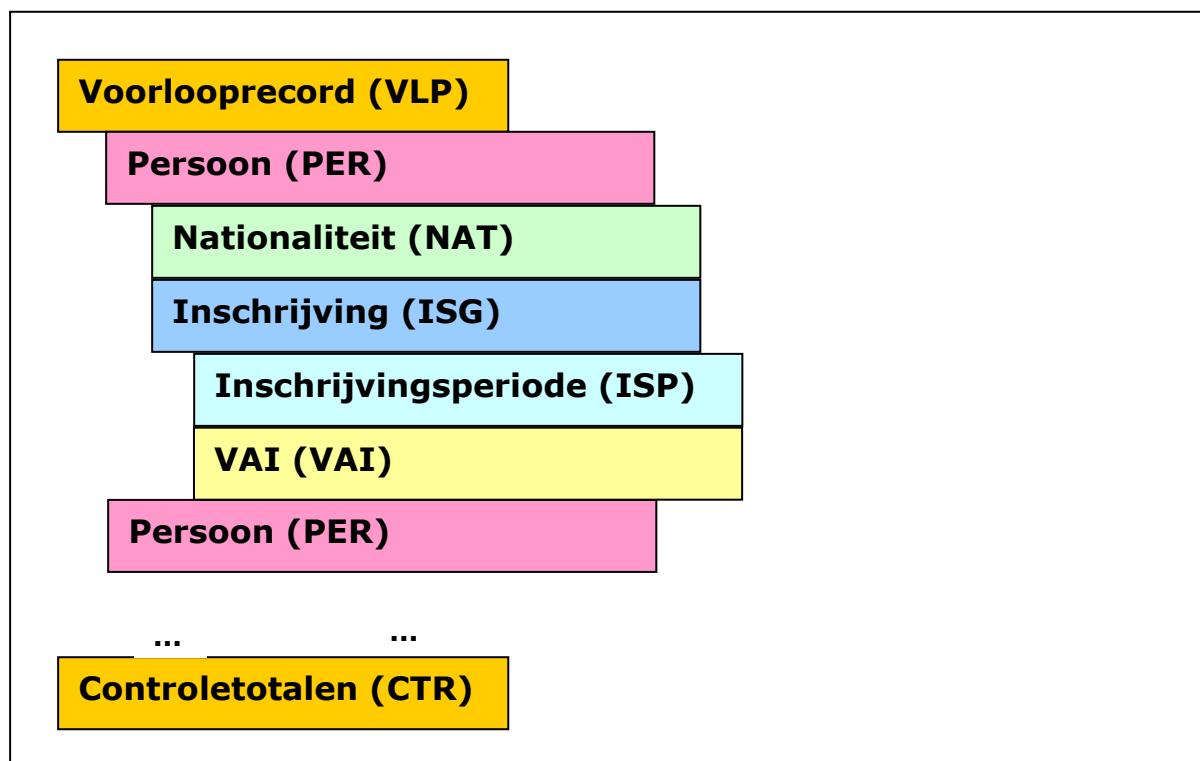 Voorlooprecord (VLP)
Persoon (PER)
Nationaliteit (NAT)
Inschrijving (ISG)
Inschrijvingsperiode (ISP)
VAI (VAI)
Persoon (PER)
... ...
Controletotalen (CTR)